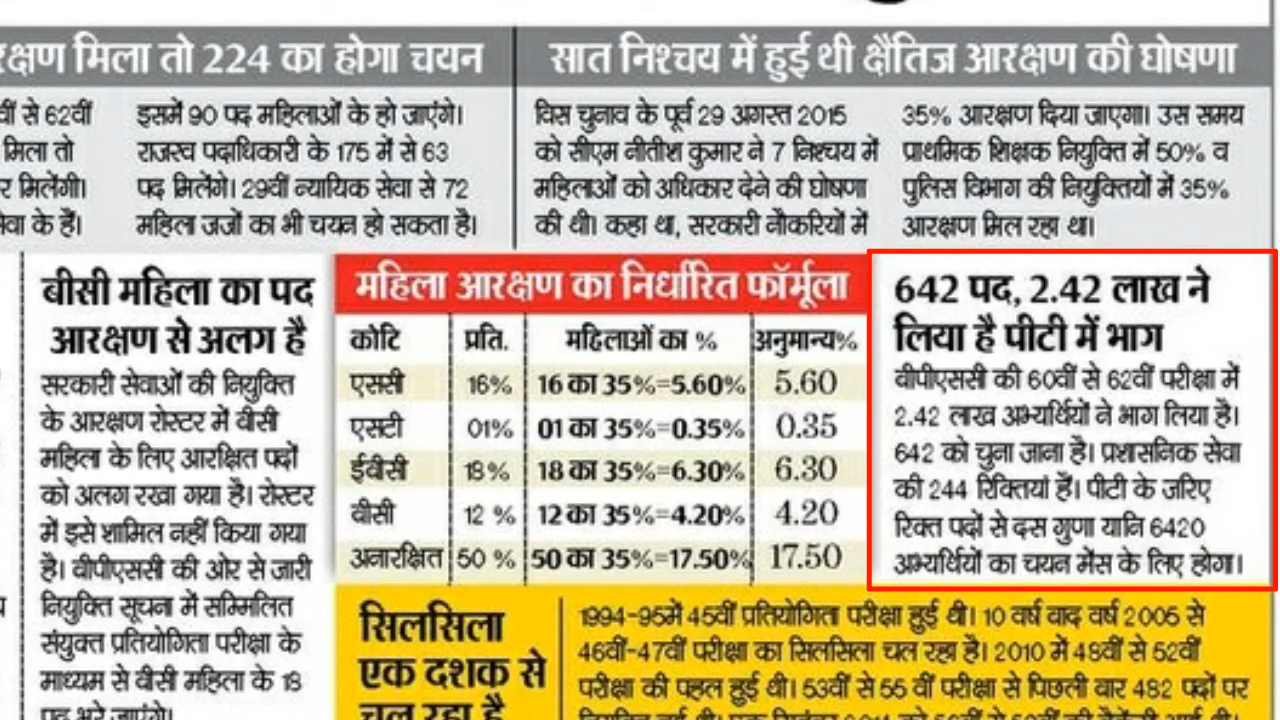 रक्षण मिला तो 224 का होगा चयन
वीं से 62वीं
मिला तो
र मिलेंगी।
सेवा के हैं।
इसमें 90 पद महिलाओं के हो जाएंगे।
राजस्व पदाधिकारी के 175 में से 63
पद मिलेंगे। 29वीं न्यायिक सेवा से 72
महिला जजों का भी चयन हो सकता है।
सात निश्चय में हुई थी क्षैतिज आरक्षण की घोषणा
विस चुनाव के पूर्व 29 अगस्त 2015
को सीएम नीतीश कुमार ने 7 निश्चय में
महिलाओं को अधिकार देने की घोषणा
की थी। कहा था, सरकारी नौकरियों में
35% आरक्षण दिया जाएगा। उस समय
प्राथमिक शिक्षक नियुक्ति में 50% व
पुलिस विभाग की नियुक्तियों में 35%
आरक्षण मिल रहा था।
बीसी महिला का पद
आरक्षण से अलग है
सरकारी सेवाओं की नियुक्ति
के आरक्षण रोस्टर में बीसी
महिला के लिए आरक्षित पदों
को अलग रखा गया है। रोस्टर
में इसे शामिल नहीं किया गया
है। बीपीएससी की ओर से जारी
नियुक्ति सूचना में सम्मिलित
संयुक्त प्रतियोगिता परीक्षा के
माध्यम से बीसी महिला के 18
पद भरे जाएंगे।
महिला आरक्षण का निर्धारित फॉर्मूला
कोटि प्रति. महिलाओं का % अनुमान्य%
एससी 16% 16 का 35%=5.60% 5.60
एसटी 01% 01 का 35%=0.35% 0.35
ईबीसी 18% 18 का 35%=6.30% 6.30
बीसी 12 % 12 का 35%=4.20% 4.20
अनारक्षित 50 % 50 का 35%=17.50% 17.50
642 पद, 2.42 लाख ने
लिया है पीटी में भाग
बीपीएससी की 60वीं से 62वीं परीक्षा में
2.42 लाख अभ्यर्थियों ने भाग लिया है।
642 को चुना जाना है। प्रशासनिक सेवा
की 244 रिक्तियां हैं। पीटी के जरिए
रिक्त पदों से दस गुणा यानि 6420
अभ्यर्थियों का चयन मेंस के लिए होगा।
सिलसिला
एक दशक से
चल रहा है
1994-95में 45वीं प्रतियोगिता परीक्षा हुई थी। 10 वर्ष बाद वर्ष 2005 से
46वीं-47वीं परीक्षा का सिलसिला चल रहा है। 2010 में 48वीं से 52वीं
परीक्षा की पहल हुई थी। 53वीं से 55 वीं परीक्षा से पिछली बार 482 पदों पर